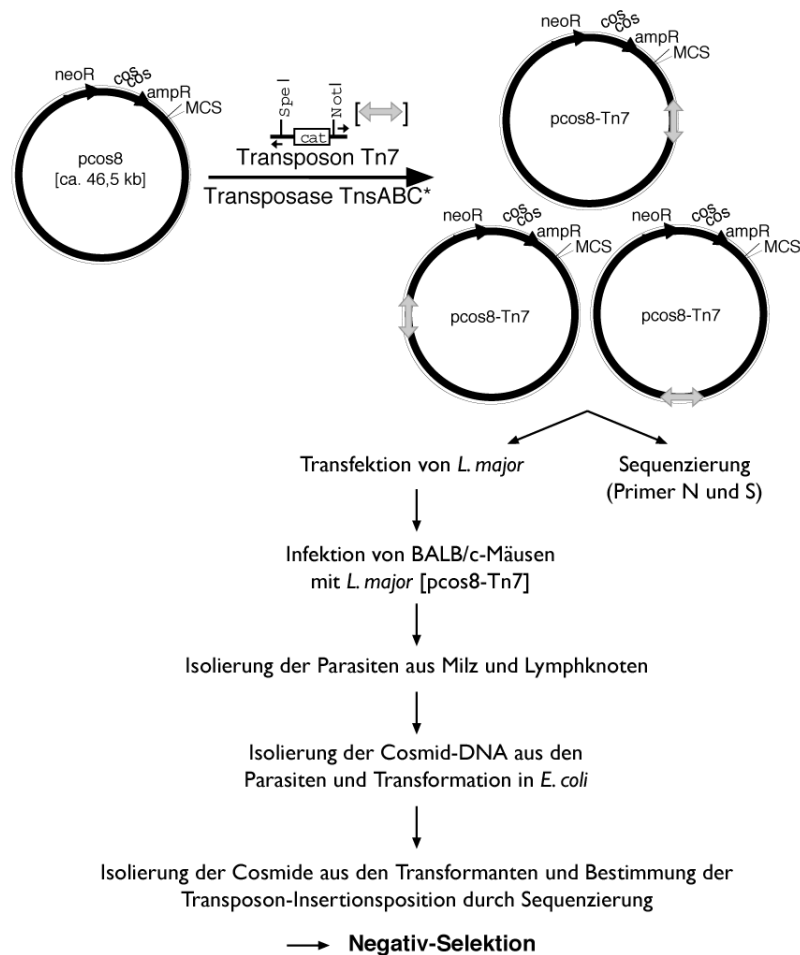 neoR
cos
cos
ampR
MCS
pcos8
[ca. 46,5 kb]
SpeI
NotI
cat
[ ]
Transposon Tn7
Transposase TnsABC*
neoR
cos
cos
ampR
MCS
pcos8-Tn7
neoR
cos
cos
ampR
MCS
pcos8-Tn7
neoR
cos
cos
ampR
MCS
pcos8-Tn7
Transfektion von L. major
Sequenzierung
(Primer N und S)
Infektion von BALB/c-Mäusen
mit L. major [pcos8-Tn7]
Isolierung der Parasiten aus Milz und Lymphknoten
Isolierung der Cosmid-DNA aus den
Parasiten und Transformation in E. coli
Isolierung der Cosmide aus den Transformanten und Bestimmung der
Transposon-Insertionsposition durch Sequenzierung
Negativ-Selektion